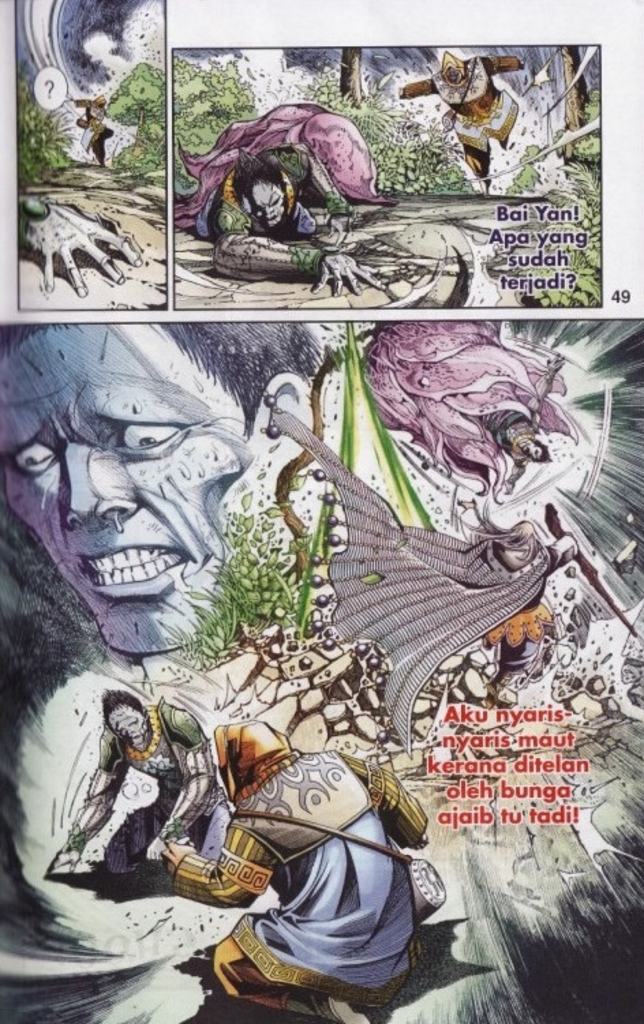 ?
Bai Yan!
Apa yang
sudah
terjadi?
49
Aku nyaris-
nyaris maut
kerana ditelan
oleh bunga
ajaib tu tadi!